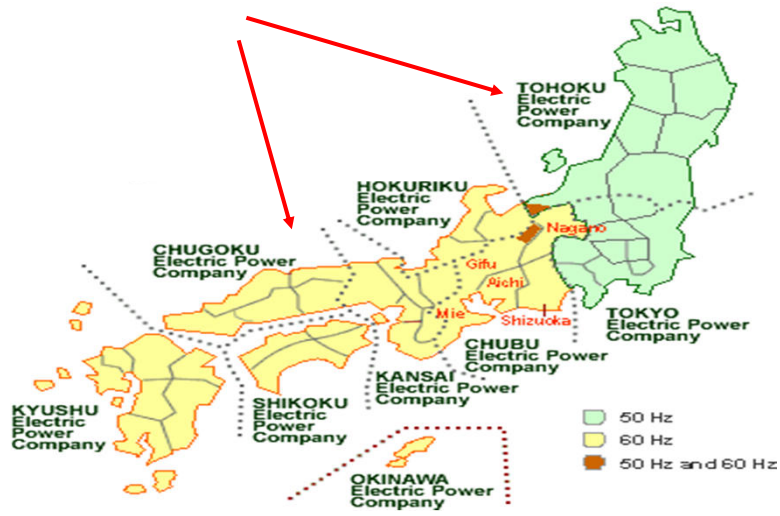 TOHOKU
Electric
Power
Company
HOKURIKU
Electric
Power
Company
CHUGOKU
Electric Power
Company
Nagano
Gifu
Aichi
Mie
Shizuoka
TOKYO
Electric Power
Company
CHUBU
Electric Power
Company
KANSAI
Electric Power
Company
SHIKOKU
Electric
Power
Company
KYUSHU
Electric
Power
Company
OKINAWA
Electric Power
Company
50 Hz
60 Hz
50 Hz and 60 Hz